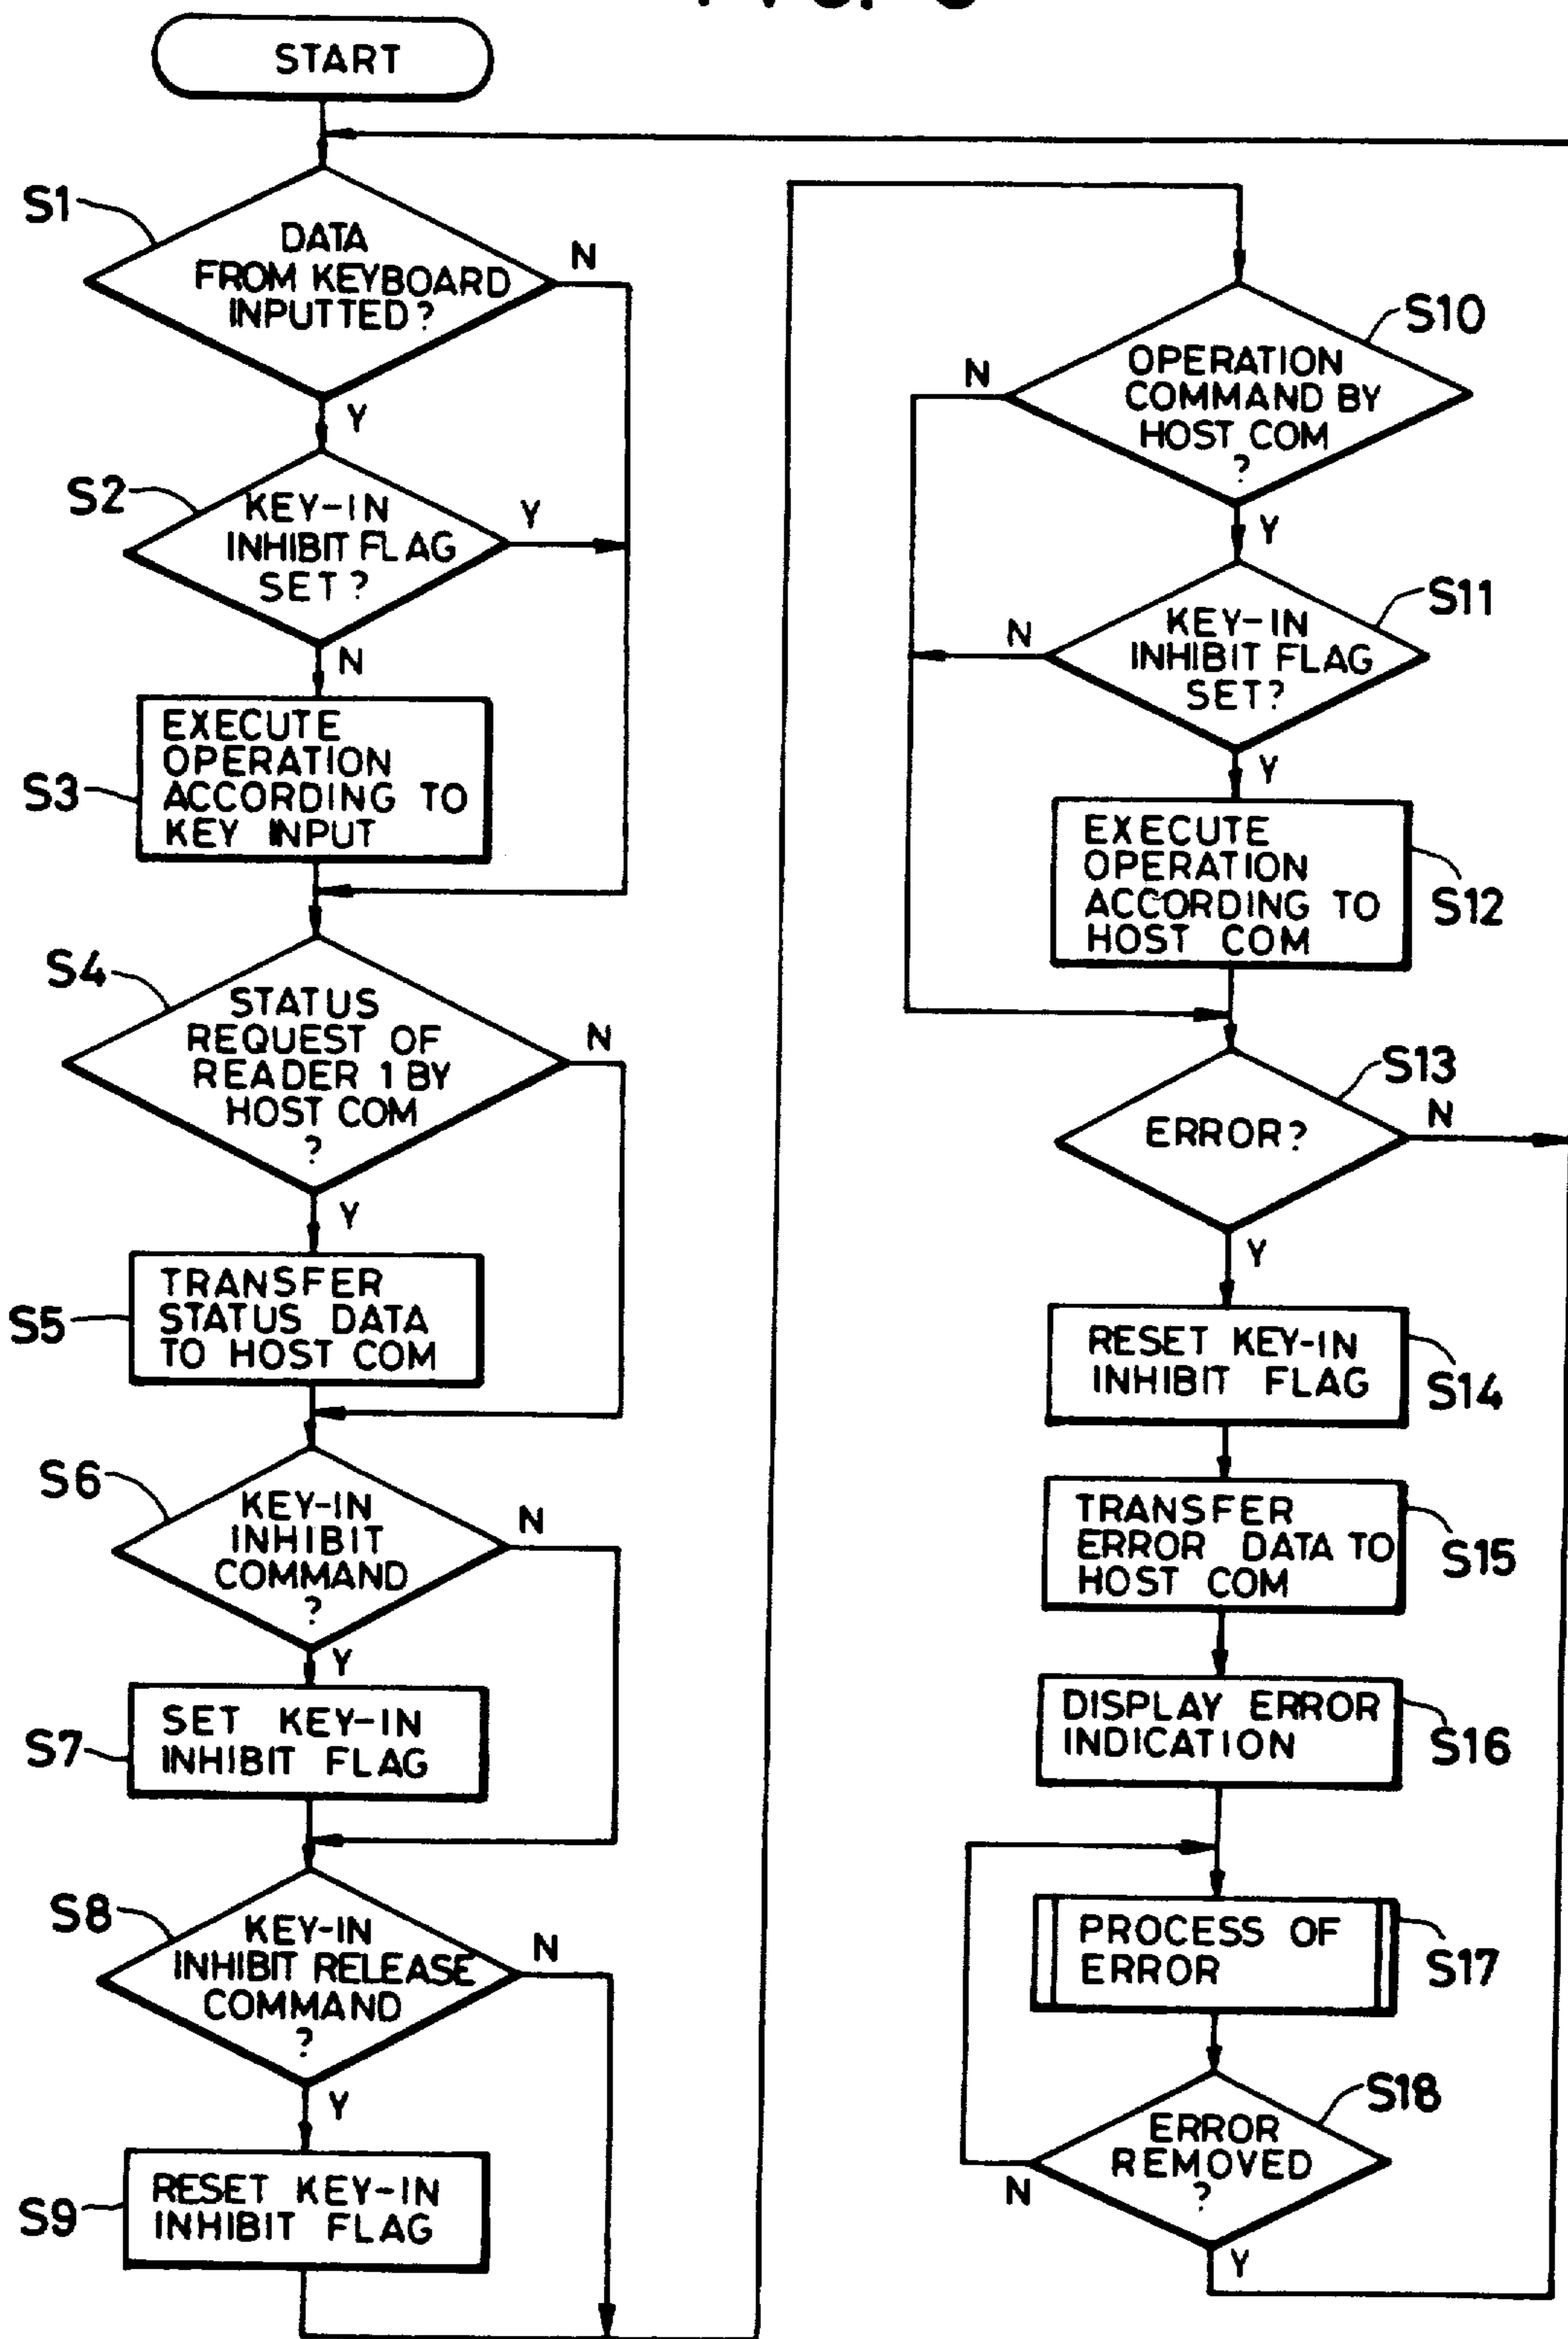 START
S1
DATA
FROM KEYBOARD
INPUTTED?
N
Y
S2
KEY-IN
INHIBIT FLAG
SET?
Y
N
S3
EXECUTE
OPERATION
ACCORDING TO
KEY INPUT
S4
STATUS
REQUEST OF
READER 1 BY
HOST COM
?
N
Y
S5
TRANSFER
STATUS DATA
TO HOST COM
S6
KEY-IN
INHIBIT
COMMAND
?
N
Y
S7
SET KEY-IN
INHIBIT FLAG
S8
KEY-IN
INHIBIT RELEASE
COMMAND
?
N
Y
S9
RESET KEY-IN
INHIBIT FLAG
S10
OPERATION
COMMAND BY
HOST COM
?
N
Y
S11
KEY-IN
INHIBIT FLAG
SET?
N
Y
EXECUTE
OPERATION
ACCORDING TO
HOST COM
S12
S13
ERROR?
N
Y
RESET KEY-IN
INHIBIT FLAG
S14
TRANSFER
ERROR DATA TO
HOST COM
S15
DISPLAY ERROR
INDICATION
S16
PROCESS OF
ERROR
S17
S18
ERROR
REMOVED
?
N
Y